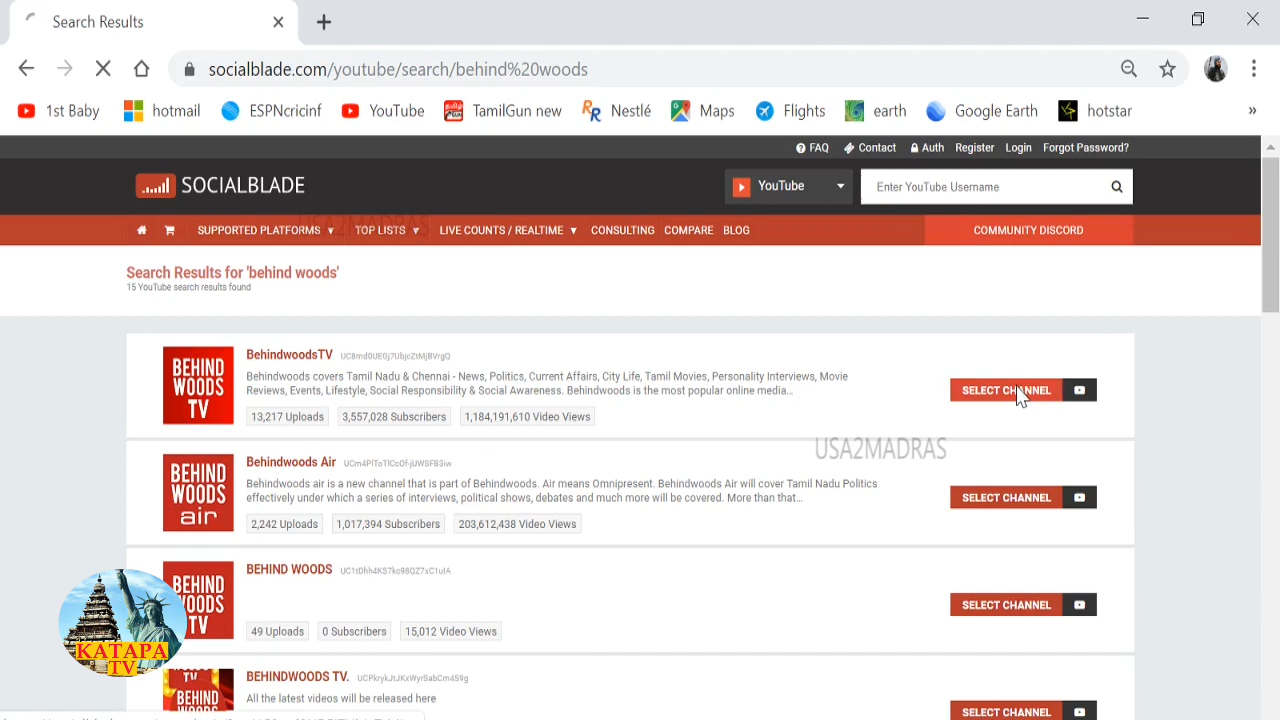 Search Results
socialblade.com/youtube/search/behind%20woods
1st Baby hotmail ESPNcricinf YouTube TamilGun new Nestlé Maps Flights earth Google Earth hotstar »
FAQ Contact Auth Register Login Forgot Password?
SOCIALBLADE YouTube Enter YouTube Username
USA2MADRAS
SUPPORTED PLATFORMS TOP LISTS LIVE COUNTS / REALTIME CONSULTING COMPARE BLOG COMMUNITY DISCORD
Search Results for 'behind woods'
15 YouTube search results found
BEHIND
WOODS
TV
BehindwoodsTV
Behindwoods covers Tamil Nadu & Chennai - News, Politics, Current Affairs, City Life, Tamil Movies, Personality Interviews, Movie
Reviews, Events, Lifestyle, Social Responsibility & Social Awareness. Behindwoods is the most popular online media...
13,217 Uploads 3,557,028 Subscribers 1,184,191,610 Video Views
SELECT CHANNEL
USA2MADRAS
BEHIND
WOODS
air
Behindwoods Air
Behindwoods air is a new channel that is part of Behindwoods. Air means Omnipresent. Behindwoods Air will cover Tamil Nadu Politics
effectively under which a series of interviews, political shows, debates and much more will be covered. More than that...
2,242 Uploads 1,017,394 Subscribers 203,612,438 Video Views
SELECT CHANNEL
BEHIND
WOODS
TV
BEHIND WOODS
49 Uploads 0 Subscribers 15,012 Video Views
SELECT CHANNEL
KATAPA
TV
TV
BEHIND
BEHINDWOODS TV.
All the latest videos will be released here
SELECT CHANNEL